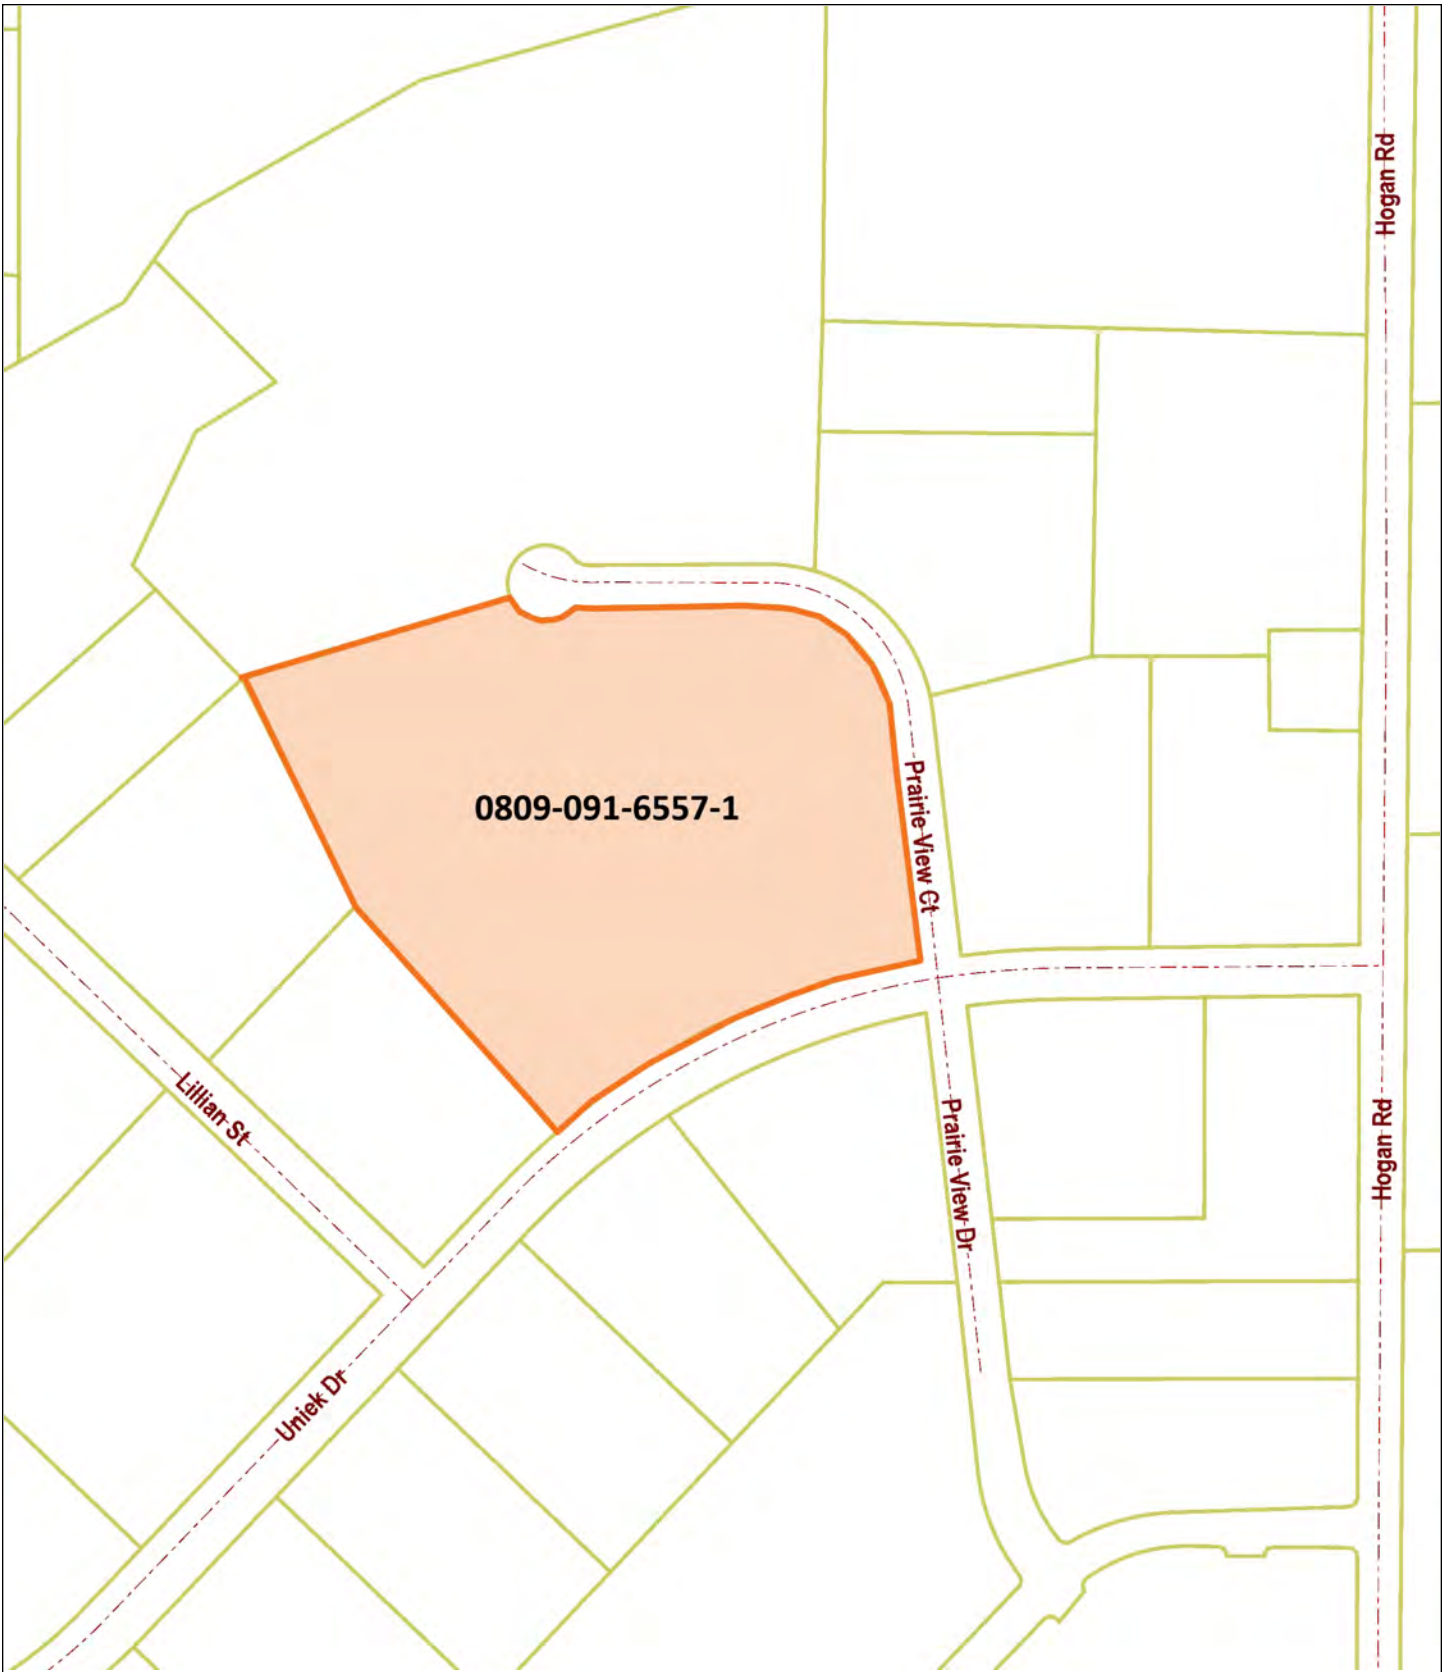 Hogan Rd
0809-091-6557-1
Prairie View Ct
Lillian St
Prairie View Dr
Hogan Rd
Uniek Dr